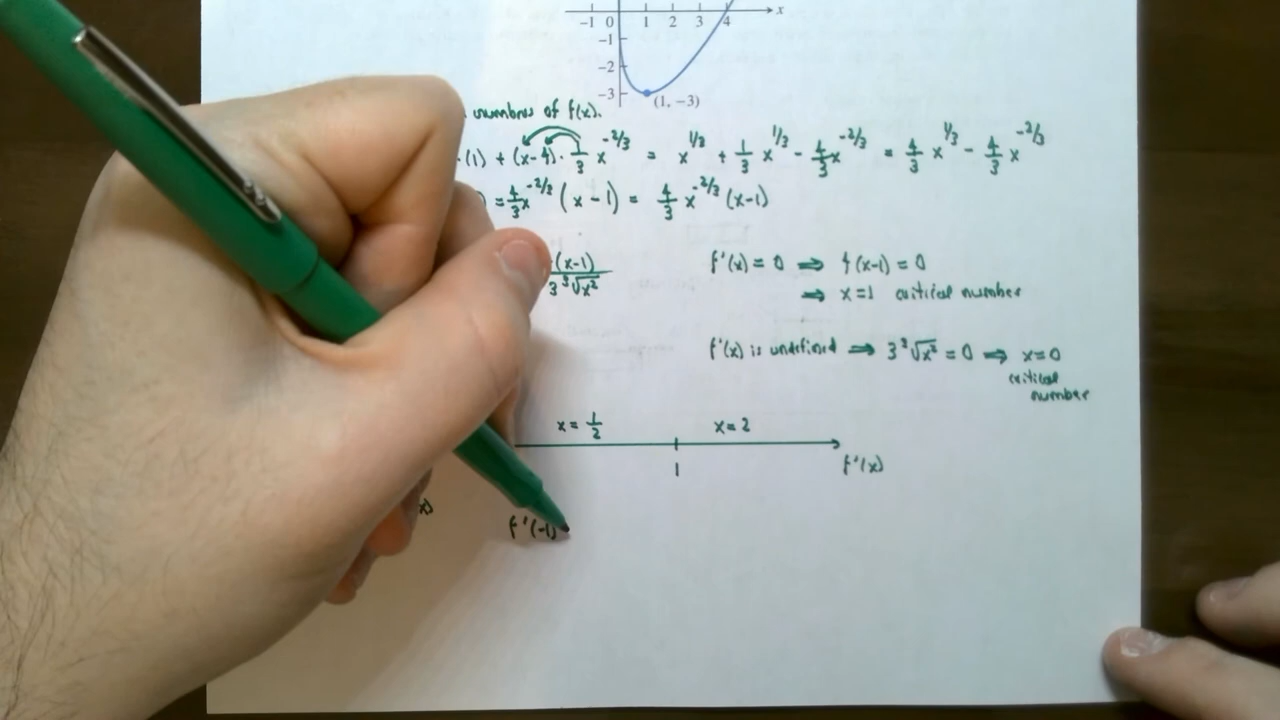 -1 0 1 2 3 4 x
-1
-2
-3 (1, -3)
numbers of f(x).
·(1) + (x-4)·1/3 x^-2/3 = x^1/3 + 1/3 x^1/3 - 4/3 x^-2/3 = 4/3 x^1/3 - 4/3 x^-2/3
) = 4/3 x^-2/3 (x-1) = 4/3 x^-2/3 (x-1)
(x-1)/3∛x² f'(x) = 0 ⇒ 4(x-1) = 0
⇒ x=1 critical number
f'(x) is undefined ⇒ 3∛x² = 0 ⇒ x=0
critical
number
x = 1/2 x = 2
1 f'(x)
x)
f'(-1)